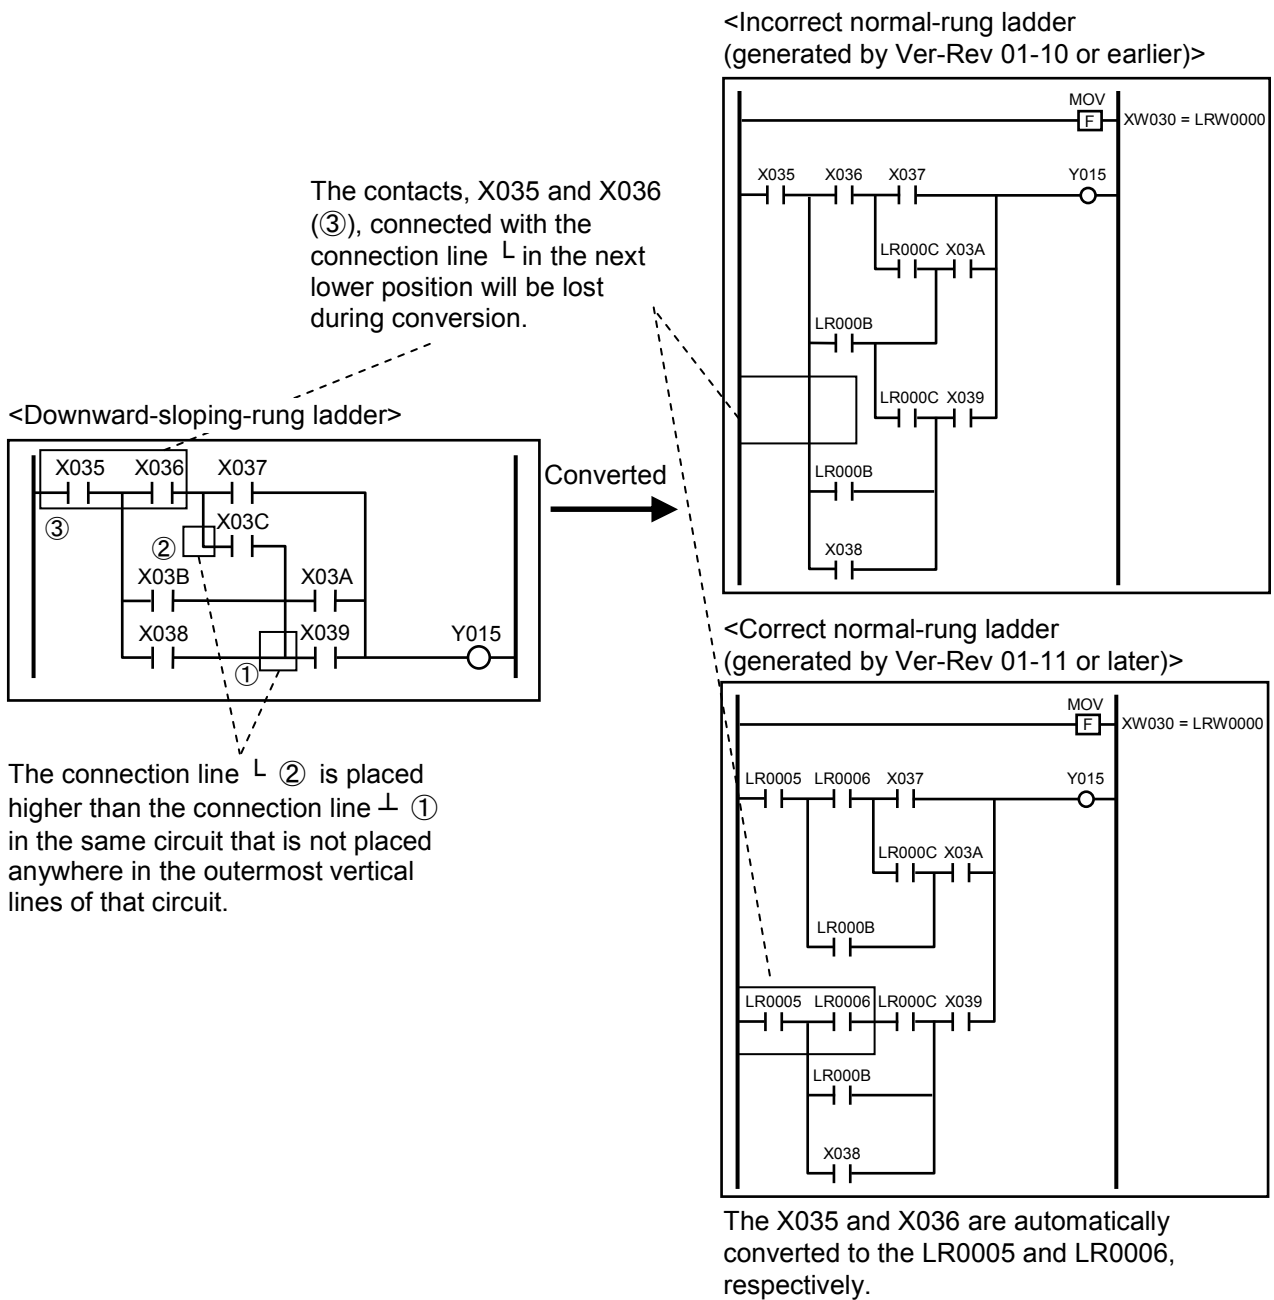 <Incorrect normal-rung ladder
(generated by Ver-Rev 01-10 or earlier)>
MOV
F XW030 = LRW0000
X035 X036 X037 Y015
LR000C X03A
LR000B
LR000C X039
LR000B
X038
The contacts, X035 and X036
(③), connected with the
connection line └ in the next
lower position will be lost
during conversion.
<Downward-sloping-rung ladder>
X035 X036 X037
③
X03C
②
X03B X03A
X038 X039 Y015
①
Converted
The connection line └ ② is placed
higher than the connection line ┴ ①
in the same circuit that is not placed
anywhere in the outermost vertical
lines of that circuit.
<Correct normal-rung ladder
(generated by Ver-Rev 01-11 or later)>
MOV
F XW030 = LRW0000
LR0005 LR0006 X037 Y015
LR000C X03A
LR000B
LR0005 LR0006 LR000C X039
LR000B
X038
The X035 and X036 are automatically
converted to the LR0005 and LR0006,
respectively.